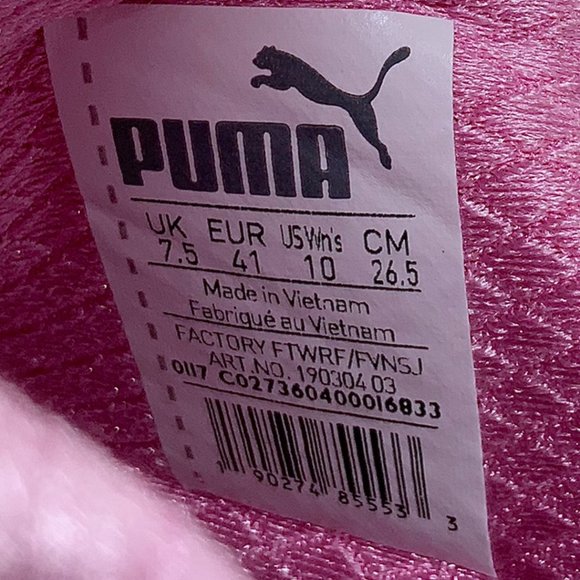 PUMA
UK EUR US Wn's CM
7.5 41 10 26.5
Made in Vietnam
Fabriqué au Vietnam
FACTORY FTWRF/FVNSJ
ART.NO. 190304 03
0117 C027360400016833
1 90274 85553 3